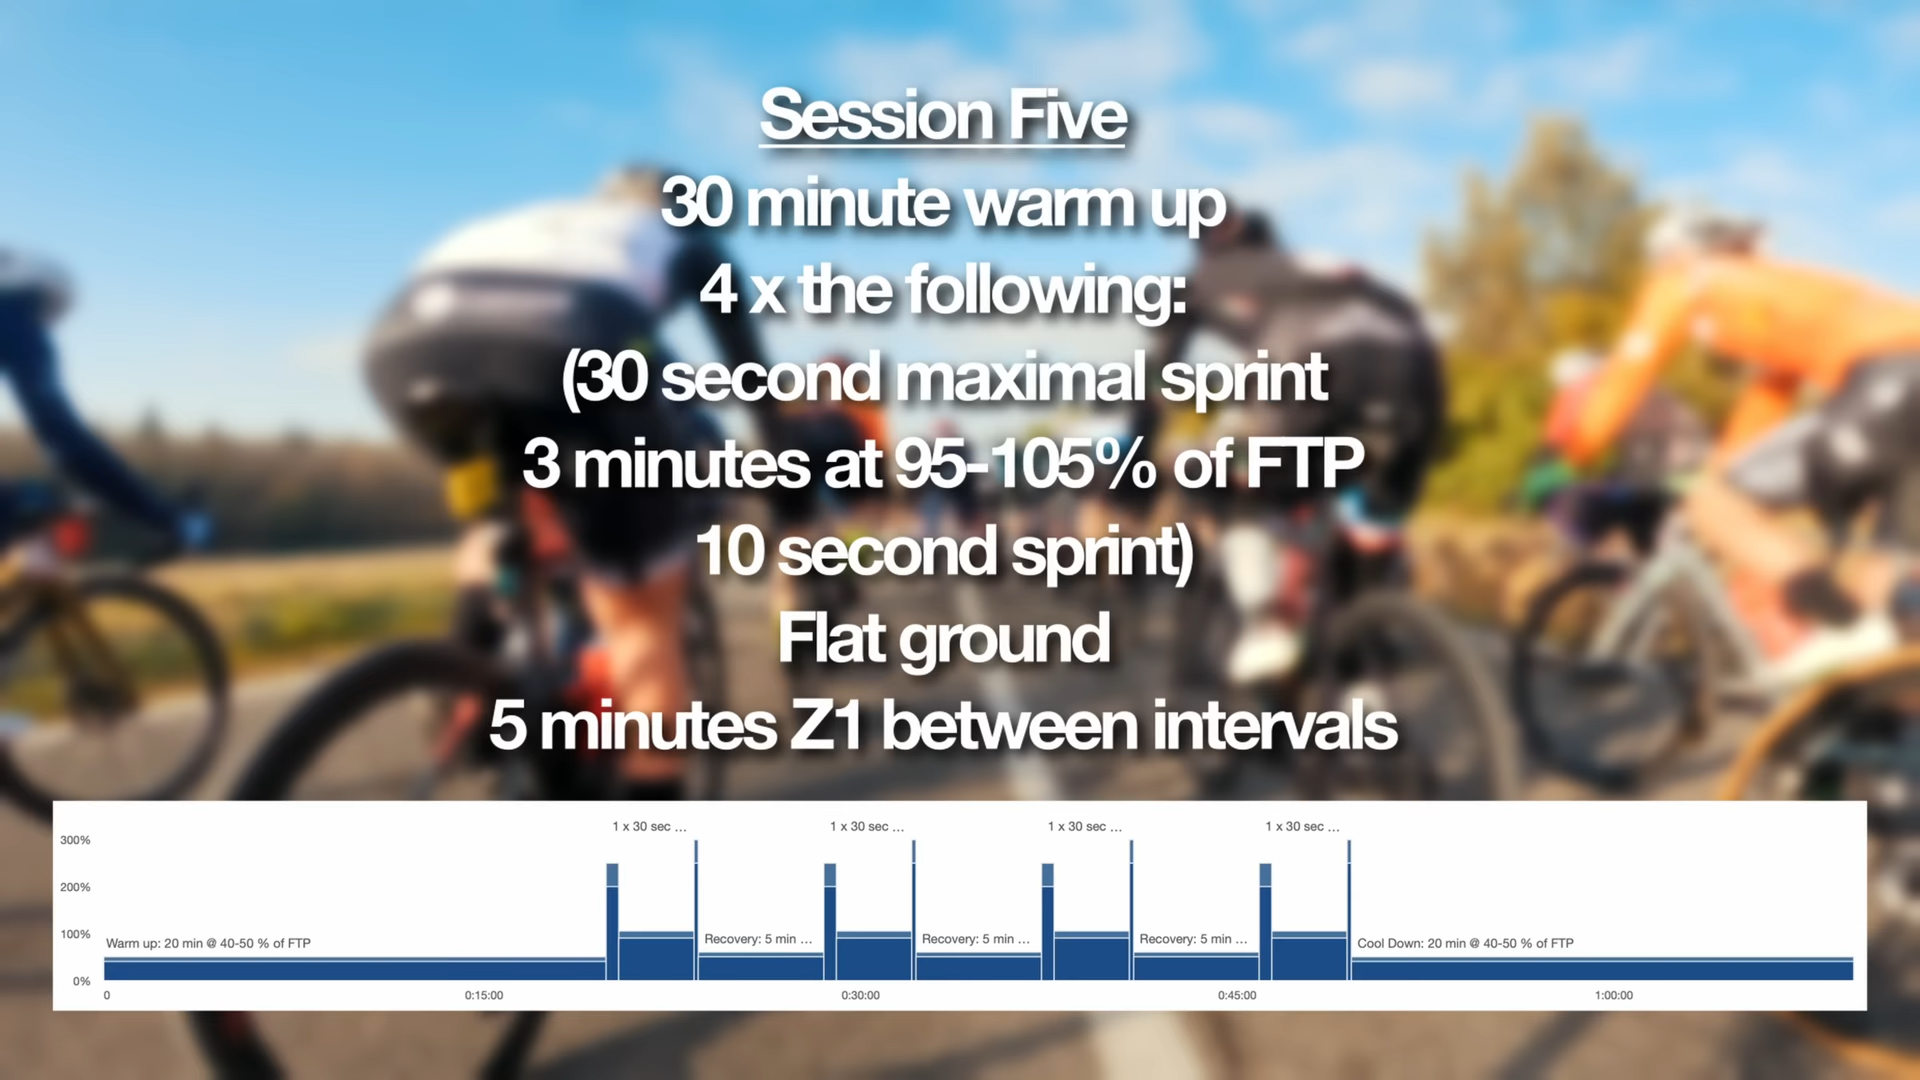 Session Five
30 minute warm up
4 x the following:
(30 second maximal sprint
3 minutes at 95-105% of FTP
10 second sprint)
Flat ground
5 minutes Z1 between intervals
1 x 30 sec ...
1 x 30 sec ...
1 x 30 sec ...
1 x 30 sec ...
300%
200%
100%
0%
Warm up: 20 min @ 40-50 % of FTP
Recovery: 5 min ...
Recovery: 5 min ...
Recovery: 5 min ...
Cool Down: 20 min @ 40-50 % of FTP
0
0:15:00
0:30:00
0:45:00
1:00:00